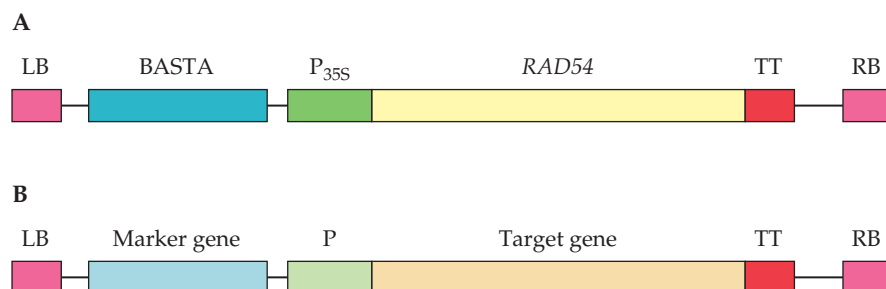 A
LB BASTA P35S RAD54 TT RB
B
LB Marker gene P Target gene TT RB